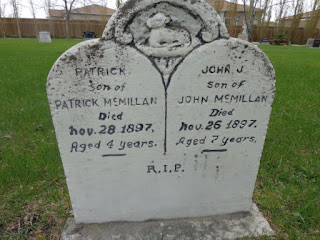 PATRICK
son of
PATRICK McMILLAN
Died
Nov. 28 1897.
Aged 4 years.
JOHN J.
son of
JOHN McMILLAN
Died
Nov. 26 1897.
Aged 7 years.
R.I.P.